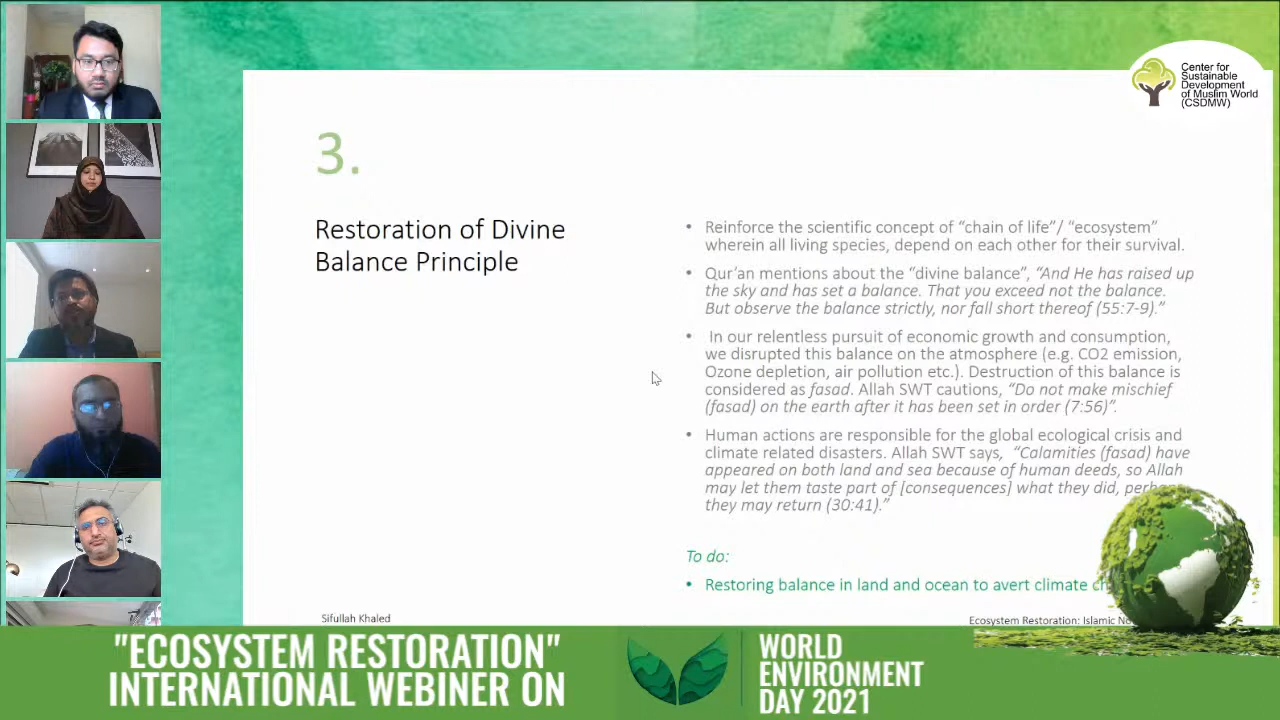 Center for
Sustainable
Development
of Muslim World
(CSDMW)
3.
Restoration of Divine
Balance Principle
• Reinforce the scientific concept of “chain of life”/ “ecosystem”
wherein all living species, depend on each other for their survival.
• Qur’an mentions about the “divine balance”, “And He has raised up
the sky and has set a balance. That you exceed not the balance.
But observe the balance strictly, nor fall short thereof (55:7-9).”
• In our relentless pursuit of economic growth and consumption,
we disrupted this balance on the atmosphere (e.g. CO2 emission,
Ozone depletion, air pollution etc.). Destruction of this balance is
considered as fasad. Allah SWT cautions, “Do not make mischief
(fasad) on the earth after it has been set in order (7:56)”.
• Human actions are responsible for the global ecological crisis and
climate related disasters. Allah SWT says, “Calamities (fasad) have
appeared on both land and sea because of human deeds, so Allah
may let them taste part of [consequences] what they did,
they may return (30:41).”
To do:
• Restoring balance in land and ocean to avert climate
Sifullah Khaled
Ecosystem Restoration: Islamic
"ECOSYSTEM RESTORATION"
INTERNATIONAL WEBINER ON
WORLD
ENVIRONMENT
DAY 2021